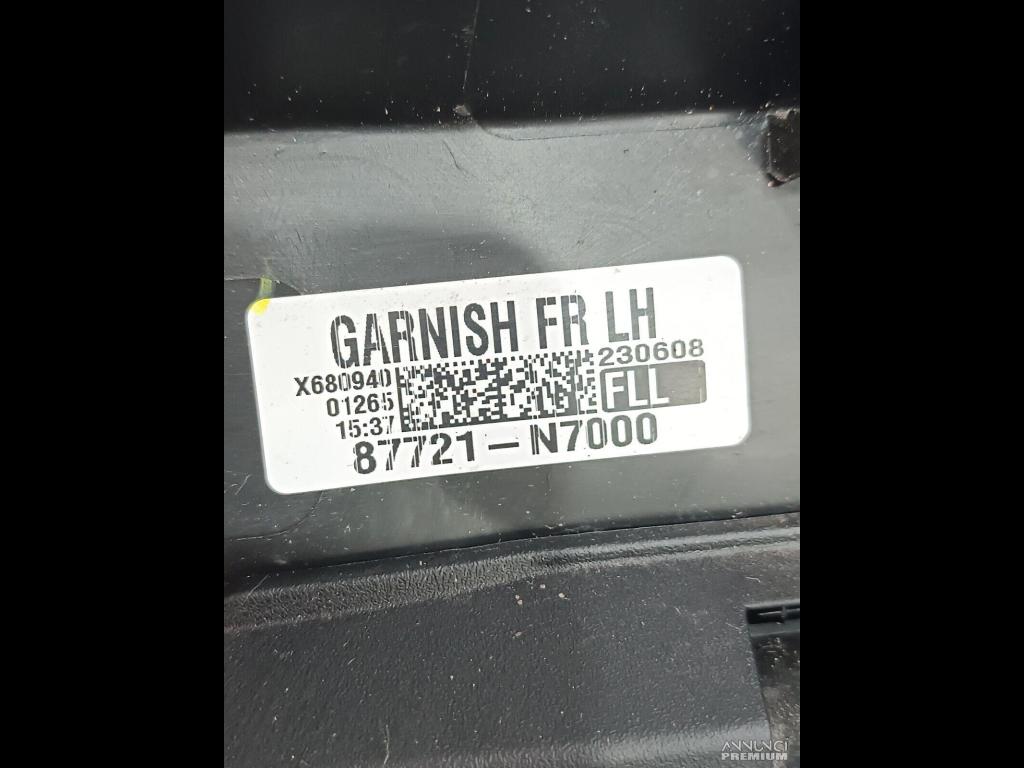 GARNISH FR LH
X680940
230608
01265
FLL
15:37
87721-N7000
ANNUNCI
PREMIUM